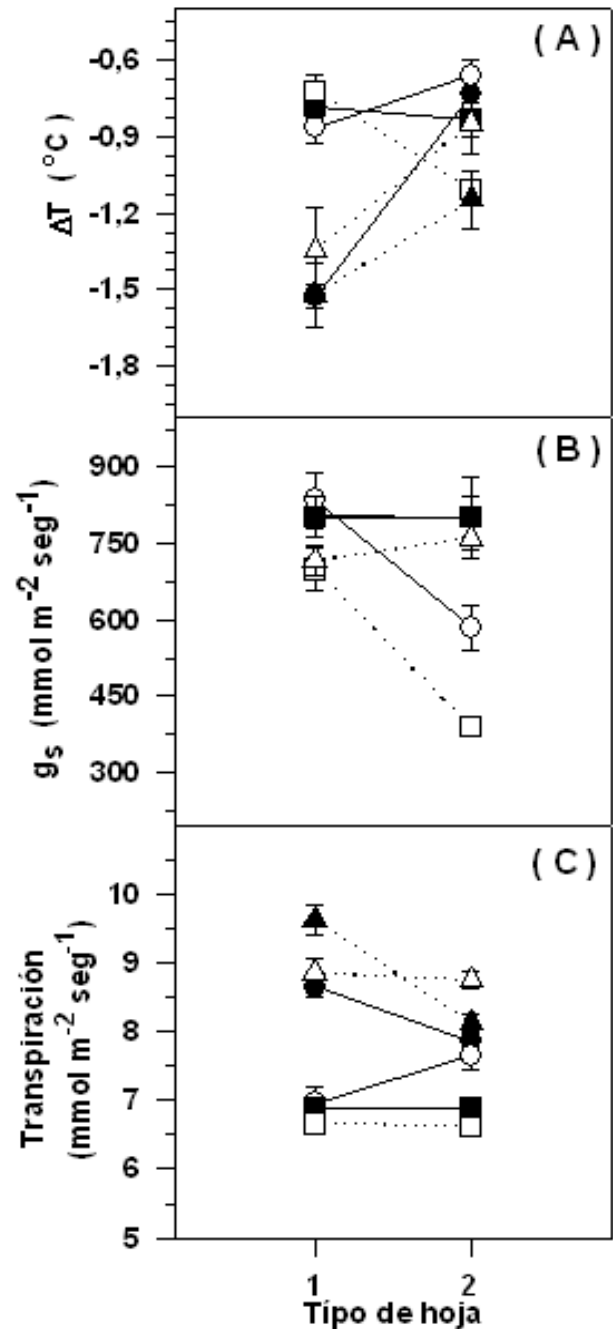 ( A )
-0,6
-0,9
-1,2
-1,5
-1,8
ΔT (°C)
( B )
900
750
600
450
300
gs (mmol m-2 seg-1)
( C )
10
9
8
7
6
5
Transpiración
(mmol m-2 seg-1)
1 2
Tipo de hoja